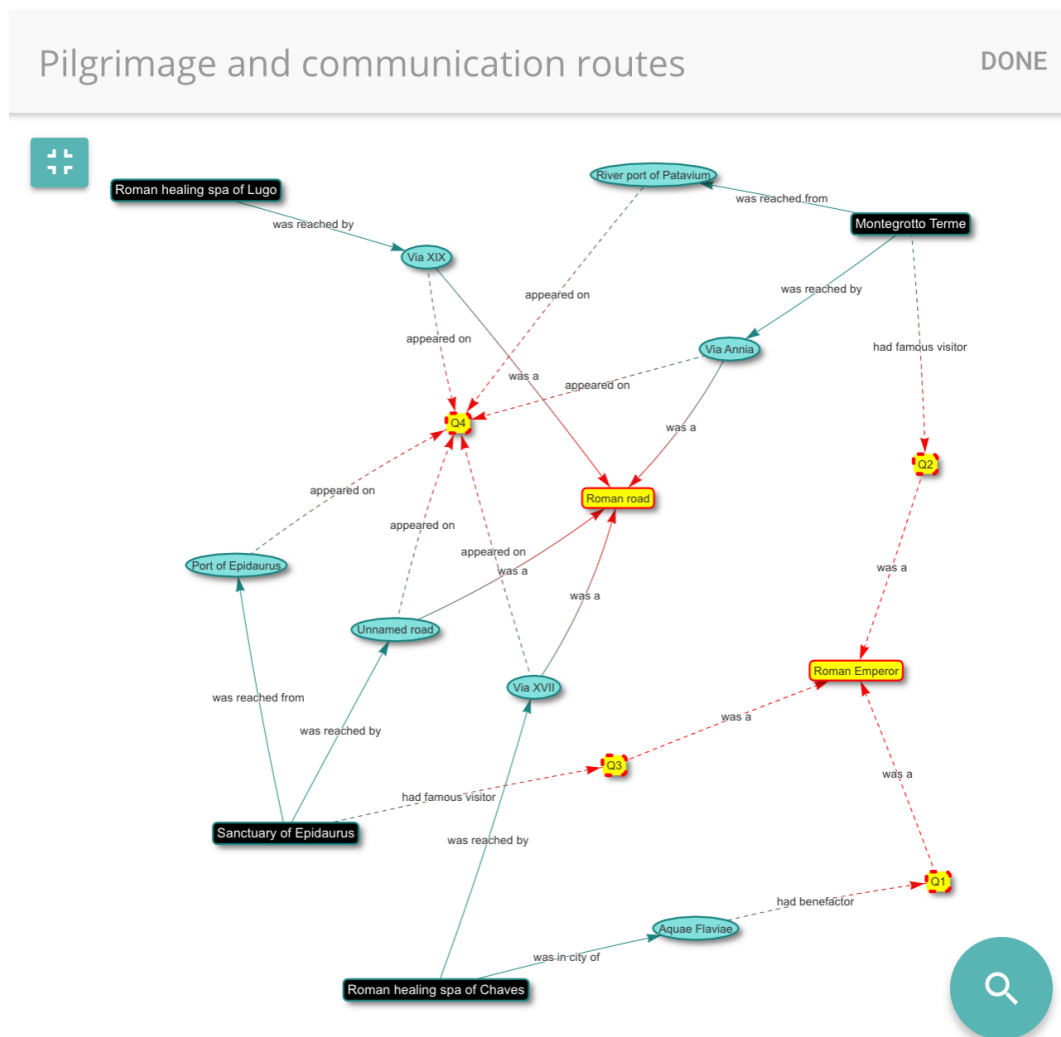 Pilgrimage and communication routes
DONE
River port of Patavium
Roman healing spa of Lugo
was reached from
Montegrotto Terme
was reached by
Via XIX
was reached by
appeared on
appeared on
had famous visitor
Via Annia
was a
appeared on
Q4
was a
Q2
appeared on
Roman road
appeared on
appeared on
Port of Epidaurus
was a
was a
was a
Unnamed road
Roman Emperor
Via XVII
was reached from
was a
was reached by
Q3
was a
had famous visitor
Sanctuary of Epidaurus
was reached by
Q1
had benefactor
Aquae Flaviae
was in city of
Roman healing spa of Chaves